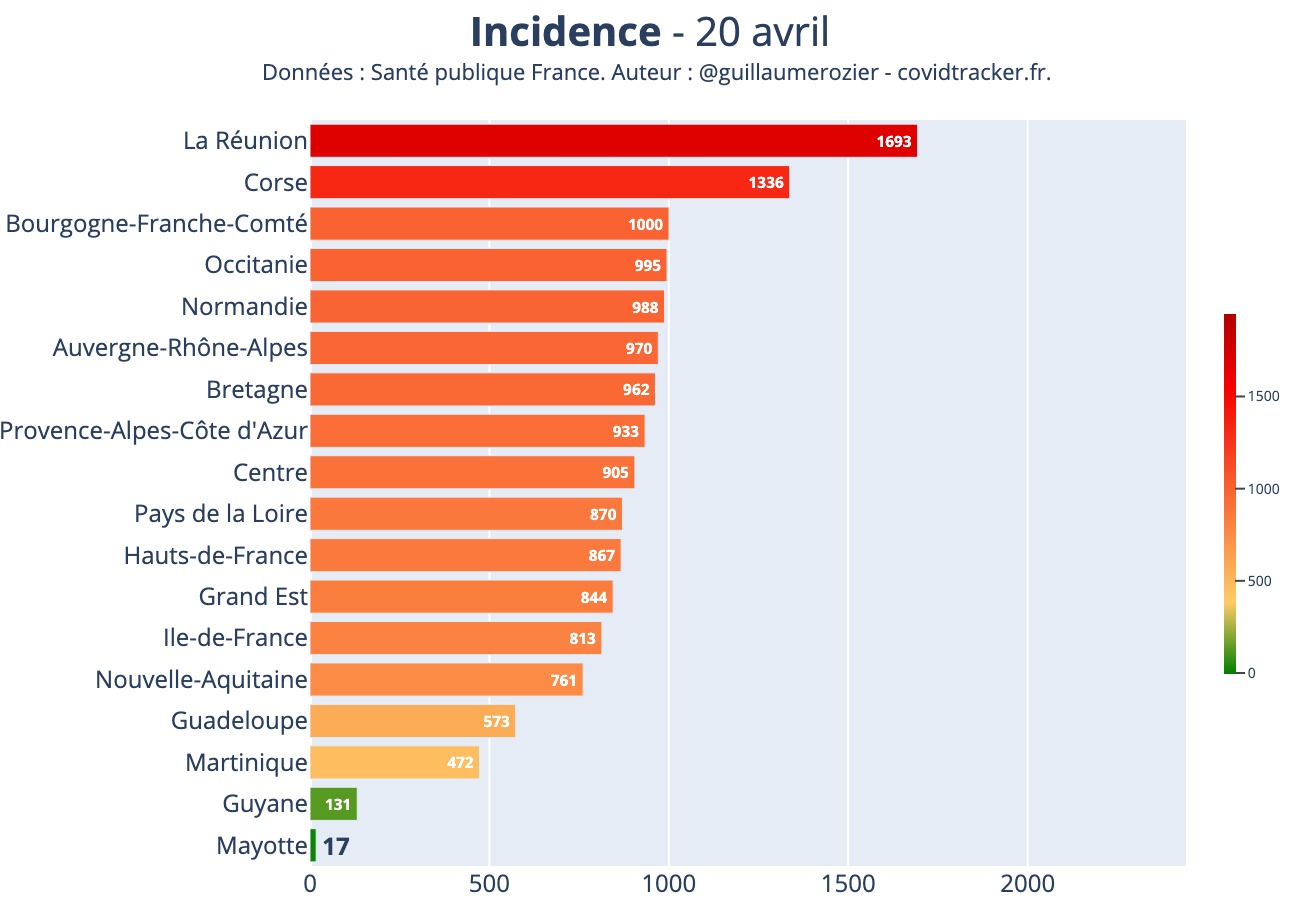 Incidence - 20 avril
Données : Santé publique France. Auteur : @guillaumerozier - covidtracker.fr.
La Réunion 1693
Corse 1336
Bourgogne-Franche-Comté 1000
Occitanie 995
Normandie 988
Auvergne-Rhône-Alpes 970
Bretagne 962
Provence-Alpes-Côte d'Azur 933
Centre 905
Pays de la Loire 870
Hauts-de-France 867
Grand Est 844
Ile-de-France 813
Nouvelle-Aquitaine 761
Guadeloupe 573
Martinique 472
Guyane 131
Mayotte 17
0 500 1000 1500 2000
1500
1000
500
0